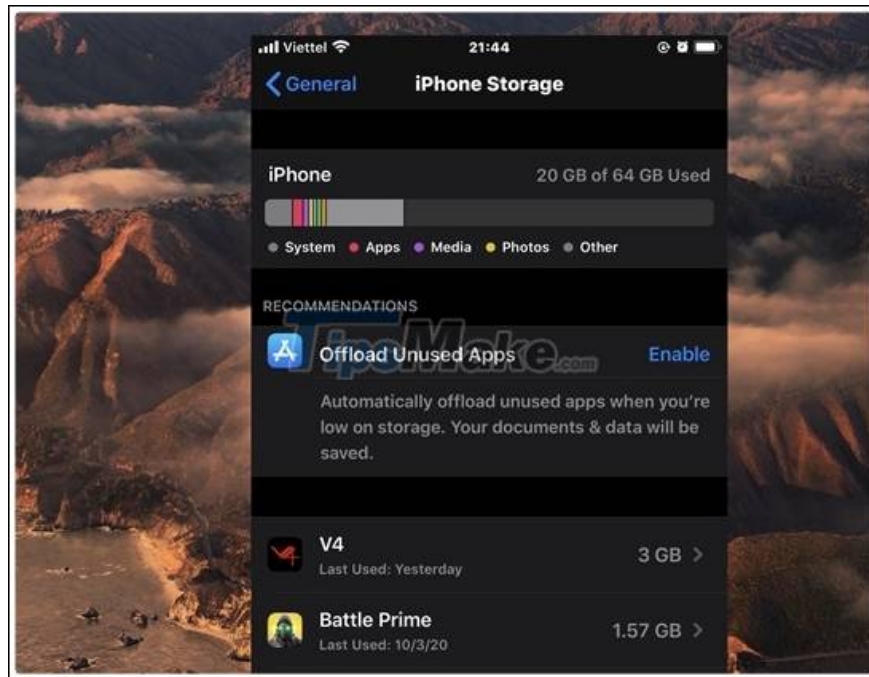 Viettel 21:44
General iPhone Storage
iPhone 20 GB of 64 GB Used
System Apps Media Photos Other
RECOMMENDATIONS
TipsMake.com
Offload Unused Apps Enable
Automatically offload unused apps when you're
low on storage. Your documents & data will be
saved.
V4 3 GB
Last Used: Yesterday
Battle Prime 1.57 GB
Last Used: 10/3/20